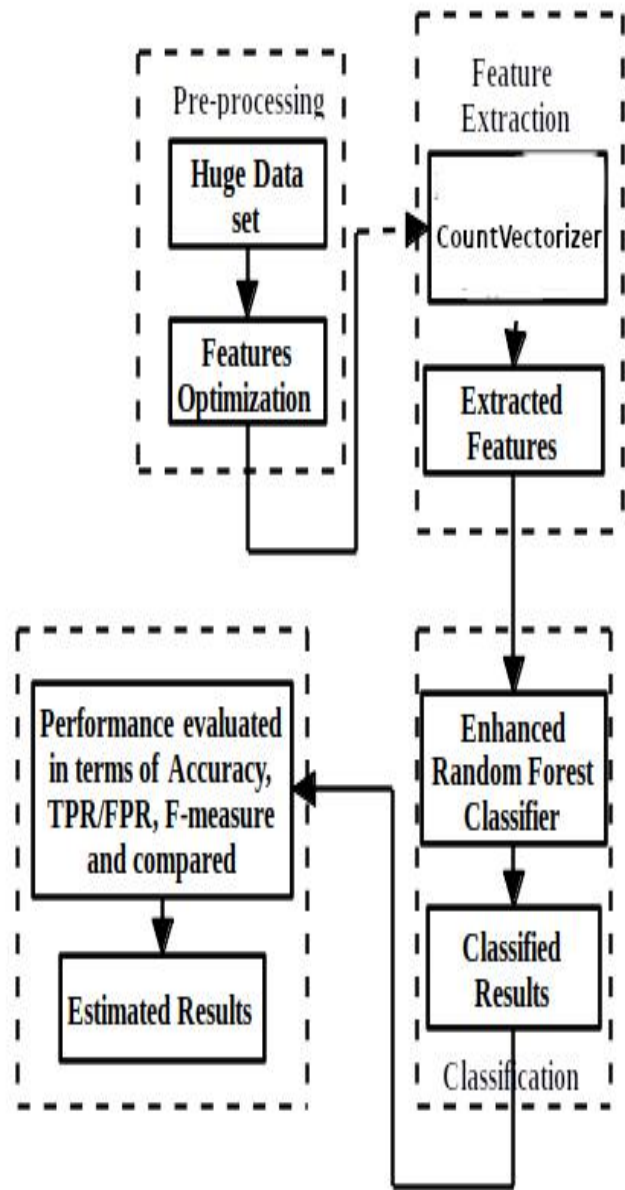 Pre-processing
Huge Data
set
Features
Optimization
Feature
Extraction
CountVectorizer
Extracted
Features
Enhanced
Random Forest
Classifier
Classified
Results
Classification
Performance evaluated
in terms of Accuracy,
TPR/FPR, F-measure
and compared
Estimated Results